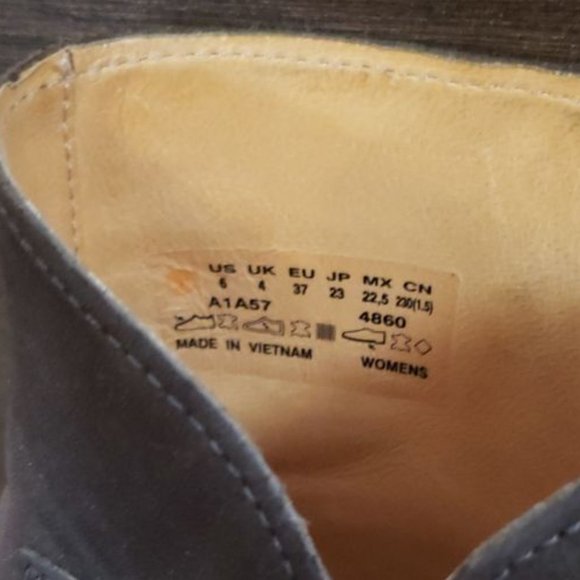 US UK EU JP MX CN
6 4 37 23 22,5 230(1.5)
A1A57 4860
MADE IN VIETNAM WOMENS